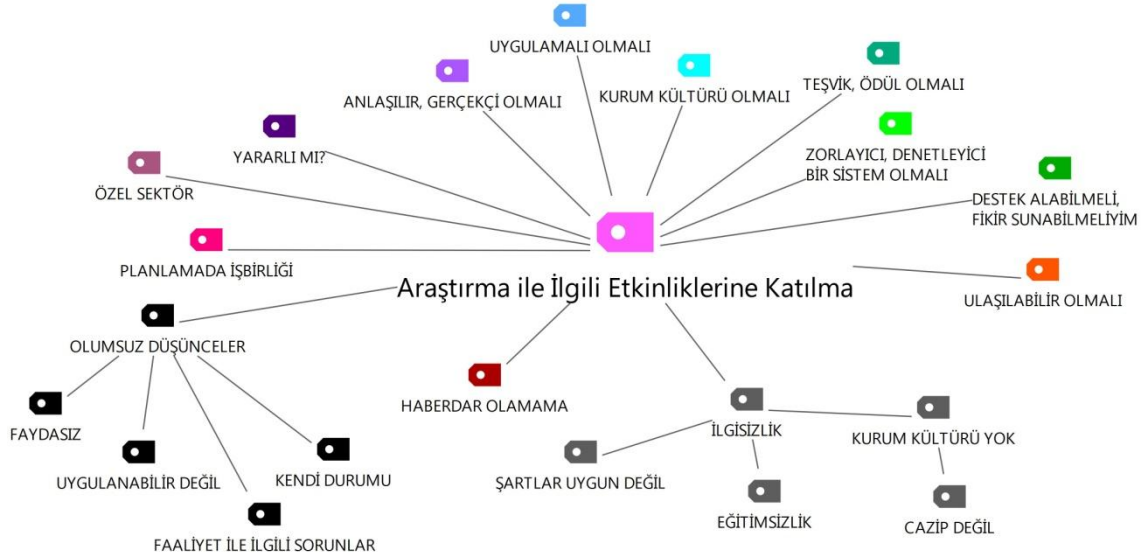 UYGULAMALI OLMALI
ANLAŞILIR, GERÇEKÇİ OLMALI
KURUM KÜLTÜRÜ OLMALI
TEŞVİK, ÖDÜL OLMALI
YARARLI MI?
ZORLAYICI, DENETLEYİCİ
BİR SİSTEM OLMALI
ÖZEL SEKTÖR
DESTEK ALABİLMELİ,
FİKİR SUNABİLMELİYİM
PLANLAMADA İŞBİRLİĞİ
Araştırma ile İlgili Etkinliklerine Katılma
ULAŞILABİLİR OLMALI
OLUMSUZ DÜŞÜNCELER
HABERDAR OLAMAMA
İLGİSİZLİK
KURUM KÜLTÜRÜ YOK
FAYDASIZ
UYGULANABİLİR DEĞİL
KENDİ DURUMU
ŞARTLAR UYGUN DEĞİL
EĞİTİMSİZLİK
CAZİP DEĞİL
FAALİYET İLE İLGİLİ SORUNLAR